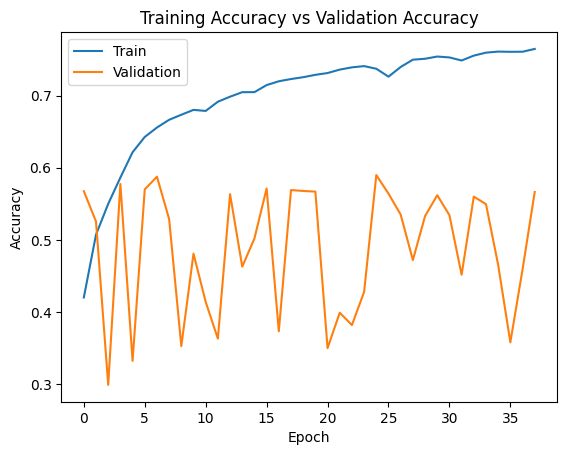 Training Accuracy vs Validation Accuracy
Train
Validation
0.7
0.6
0.5
0.4
0.3
Accuracy
0 5 10 15 20 25 30 35
Epoch